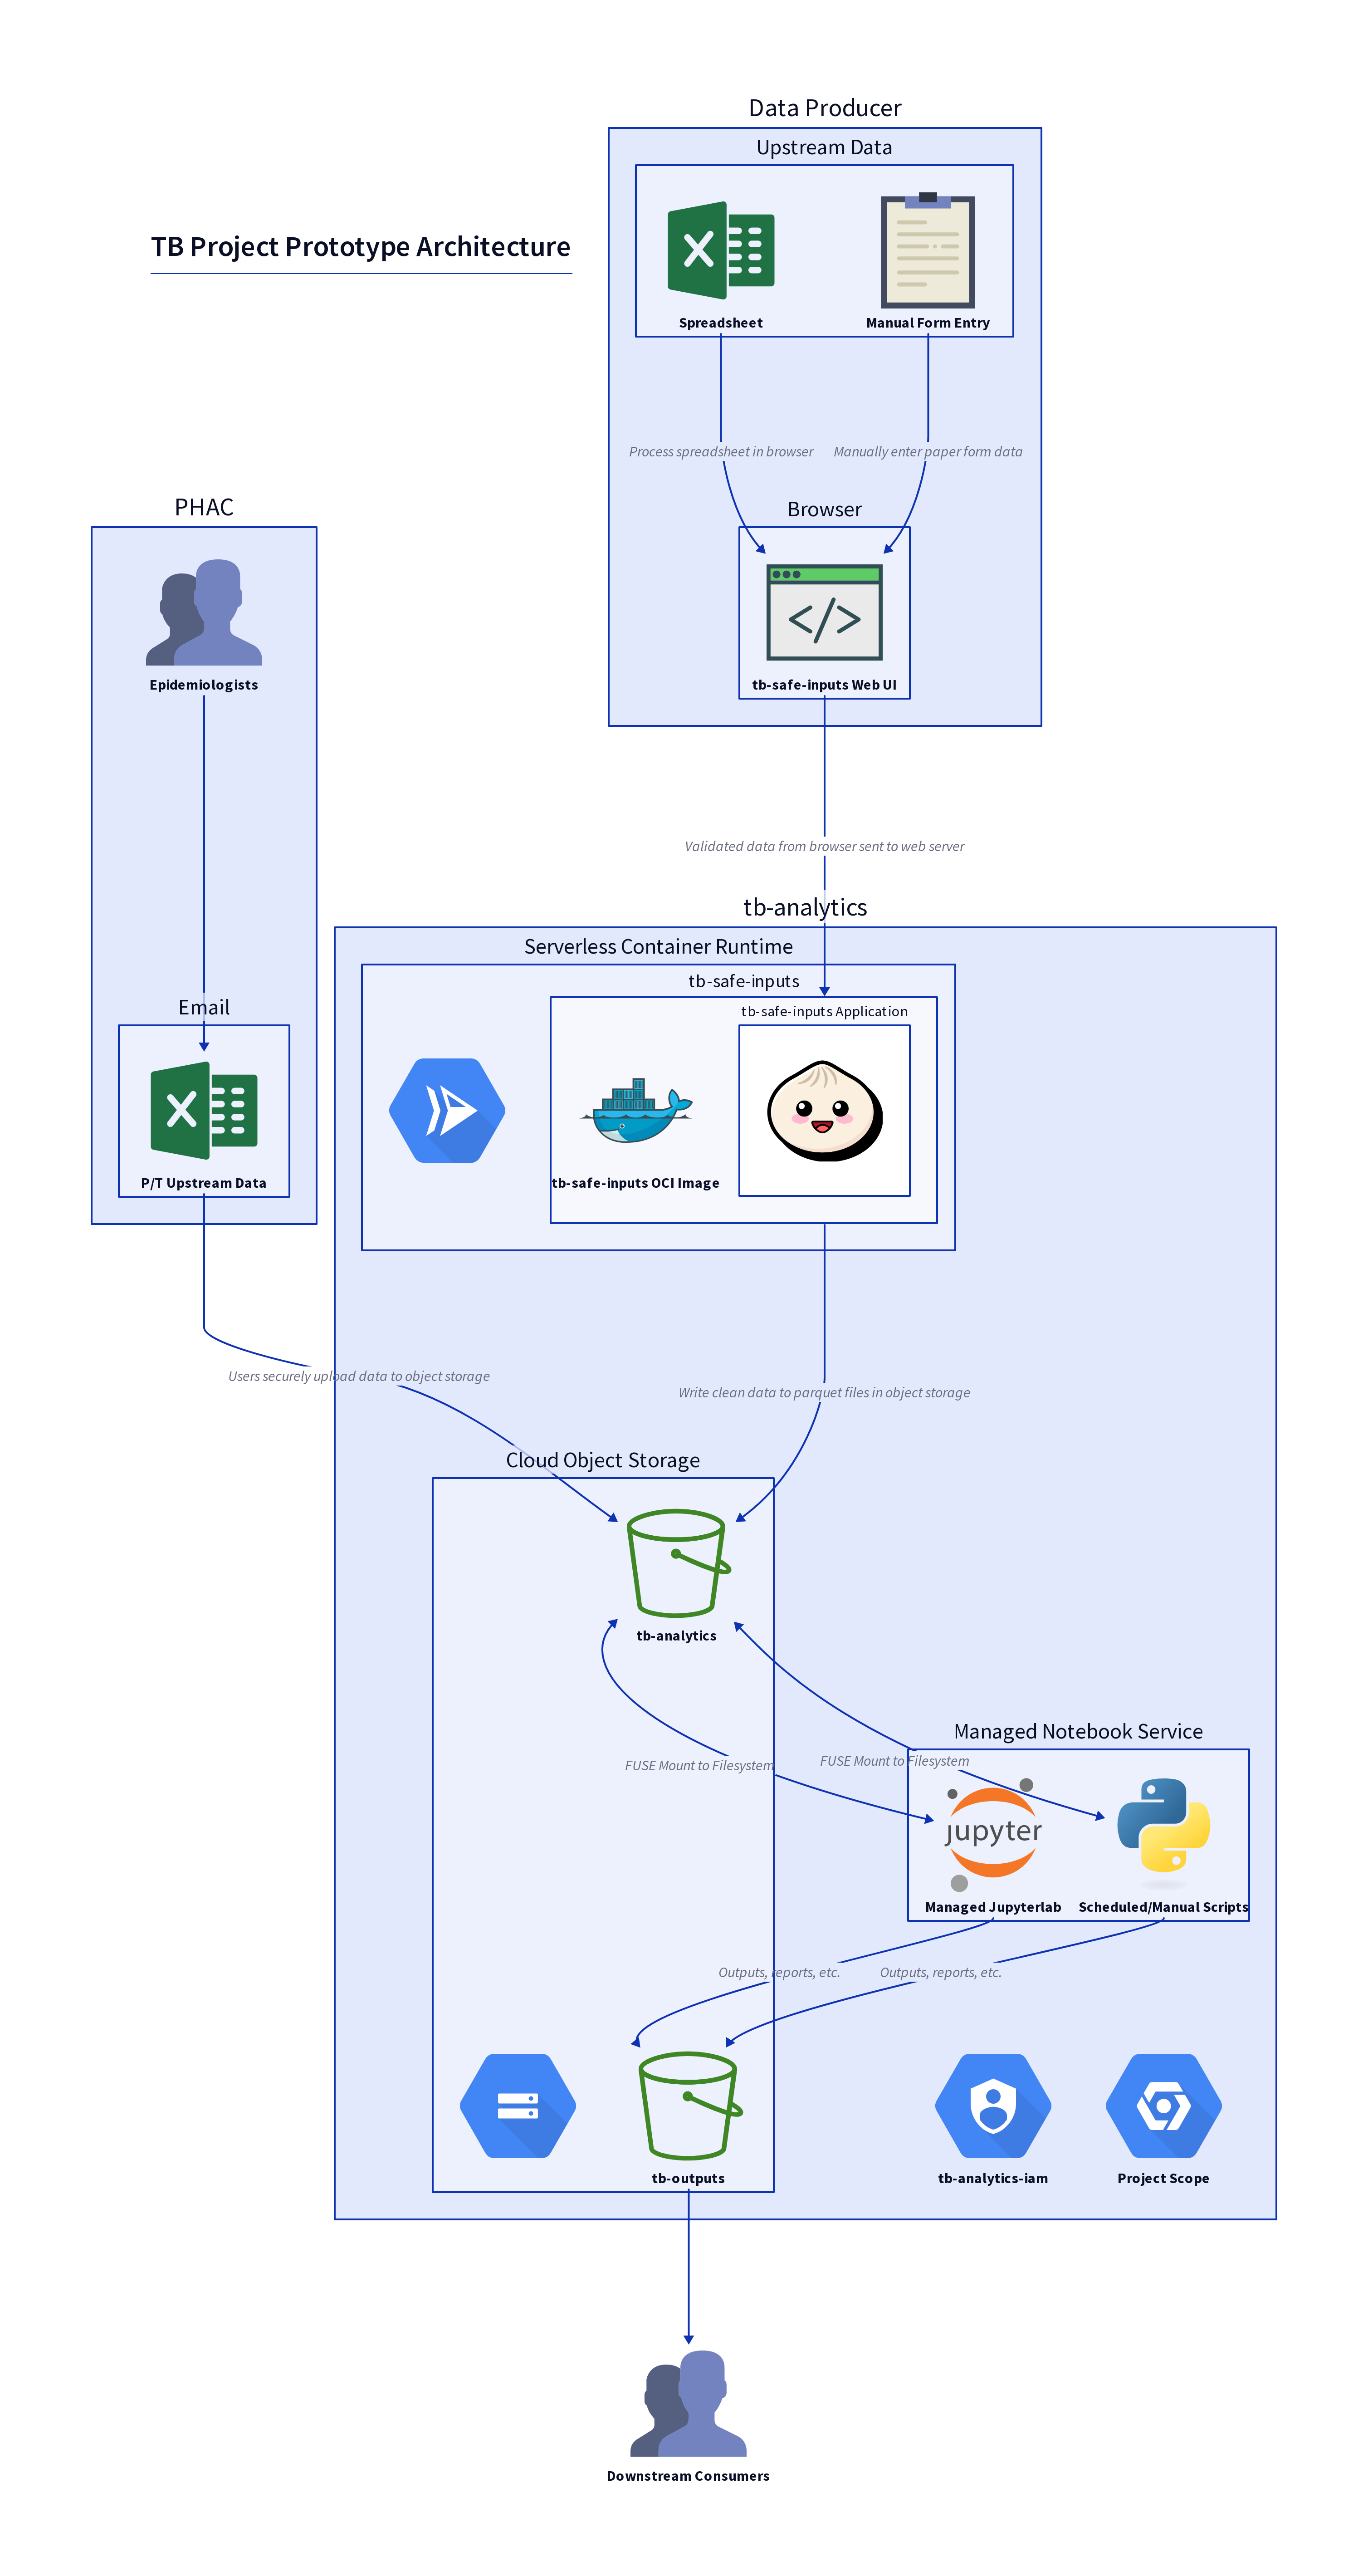 Data Producer
Upstream Data
TB Project Prototype Architecture
Spreadsheet
Manual Form Entry
Process spreadsheet in browser
Manually enter paper form data
PHAC
Browser
Epidemiologists
tb-safe-inputs Web UI
Validated data from browser sent to web server
tb-analytics
Serverless Container Runtime
tb-safe-inputs
Email
tb-safe-inputs Application
P/T Upstream Data
tb-safe-inputs OCI Image
Users securely upload data to object storage
Write clean data to parquet files in object storage
Cloud Object Storage
tb-analytics
Managed Notebook Service
FUSE Mount to Filesystem
FUSE Mount to Filesystem
jupyter
Managed Jupyterlab
Scheduled/Manual Scripts
Outputs, reports, etc.
Outputs, reports, etc.
tb-outputs
tb-analytics-iam
Project Scope
Downstream Consumers